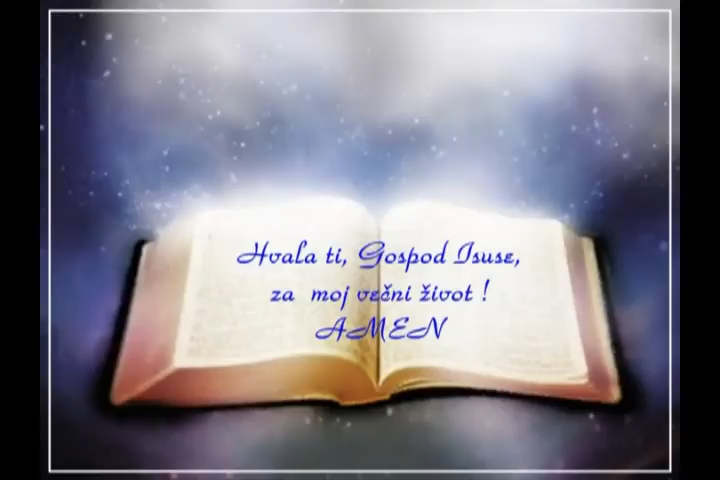 Hvala ti, Gospod Isuse,
za moj večni život !
AMEN